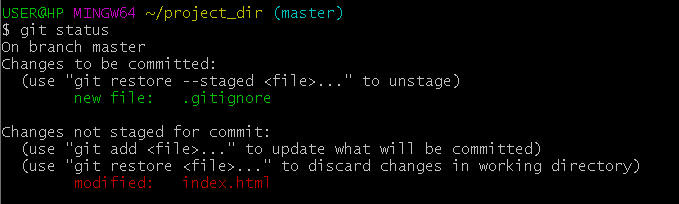 USER@HP MINGW64 ~/project_dir (master)
$ git status
On branch master
Changes to be committed:
  (use "git restore --staged <file>..." to unstage)
        new file:   .gitignore

Changes not staged for commit:
  (use "git add <file>..." to update what will be committed)
  (use "git restore <file>..." to discard changes in working directory)
        modified:   index.html